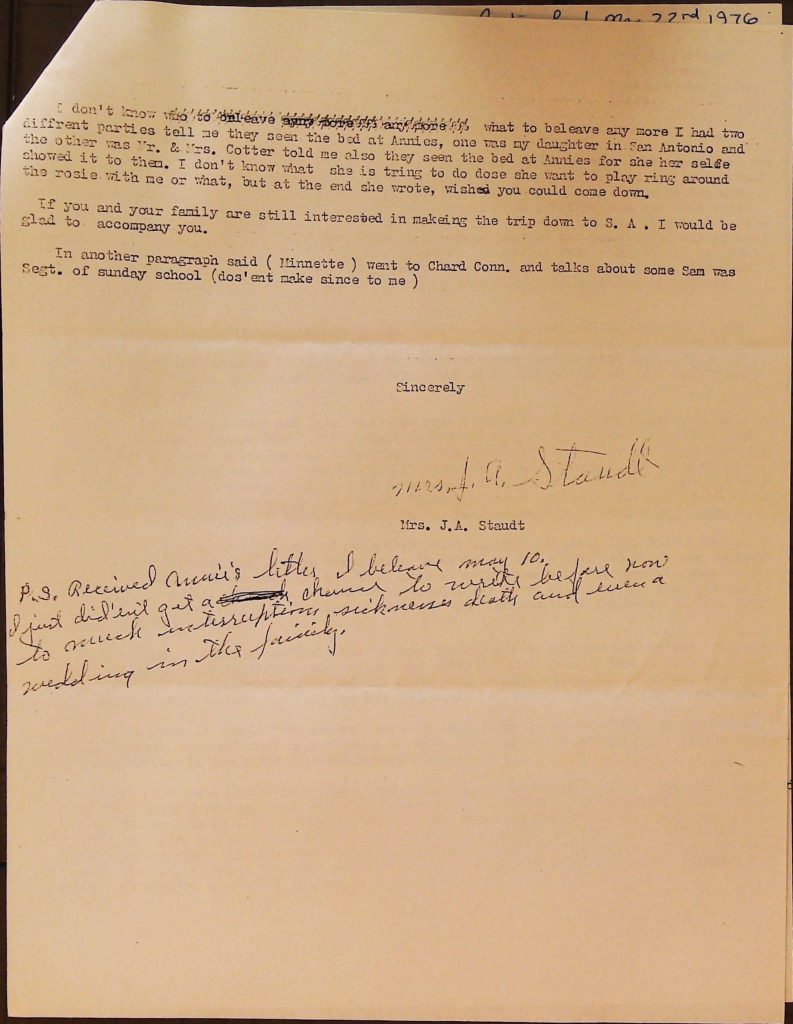 22nd 1976
I don't know who to beleave any more any more what to beleave any more I had two
diffrent parties tell me they seen the bed at Annies, one was my daughter in San Antonio and
the other was Mr. & Mrs. Cotter told me also they seen the bed at Annies for she her selfe
showed it to them. I don't know what she is tring to do dose she want to play ring around
the rosie with me or what, but at the end she wrote, wished you could come down.
If you and your family are still interested in makeing the trip down to S. A . I would be
glad to accompany you.
In another paragraph said ( Minnette ) went to Chard Conn. and talks about some Sam was
Segt. of sunday school (dos'ent make since to me )
Sincerely
Mrs. J. A. Staudt
Mrs. J.A. Staudt
P.S. Received Annie's letter I beleave may 10.
I just did'ent get a chance to write before now
to much interruptions sicknesses death and even a
wedding in the faimily.